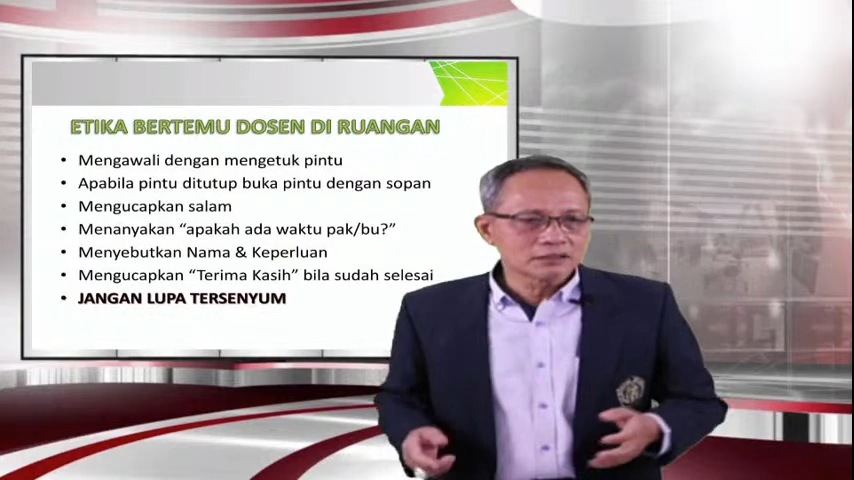 ETIKA BERTEMU DOSEN DI RUANGAN
• Mengawali dengan mengetuk pintu
• Apabila pintu ditutup buka pintu dengan sopan
• Mengucapkan salam
• Menanyakan “apakah ada waktu pak/bu?”
• Menyebutkan Nama & Keperluan
• Mengucapkan “Terima Kasih” bila sudah selesai
• JANGAN LUPA TERSENYUM